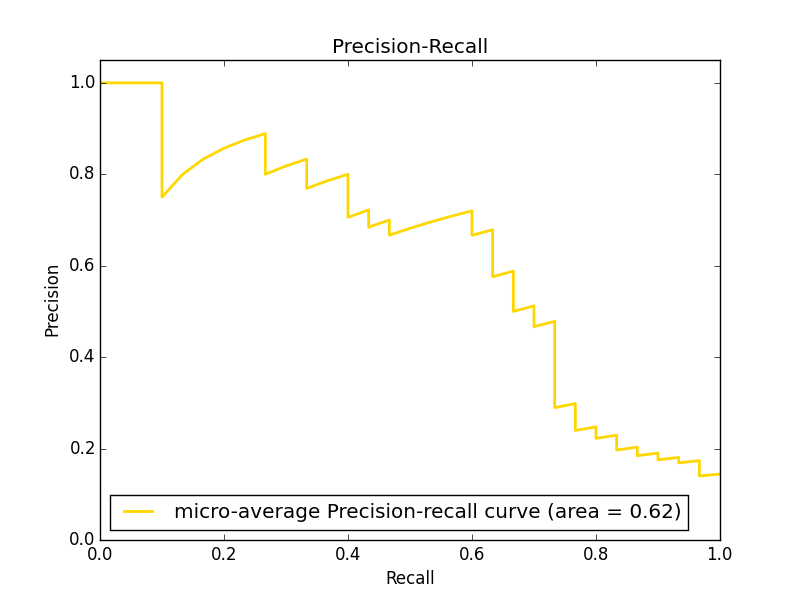 Precision-Recall
1.0
0.8
0.6
0.4
0.2
0.0
Precision
micro-average Precision-recall curve (area = 0.62)
0.0 0.2 0.4 0.6 0.8 1.0
Recall